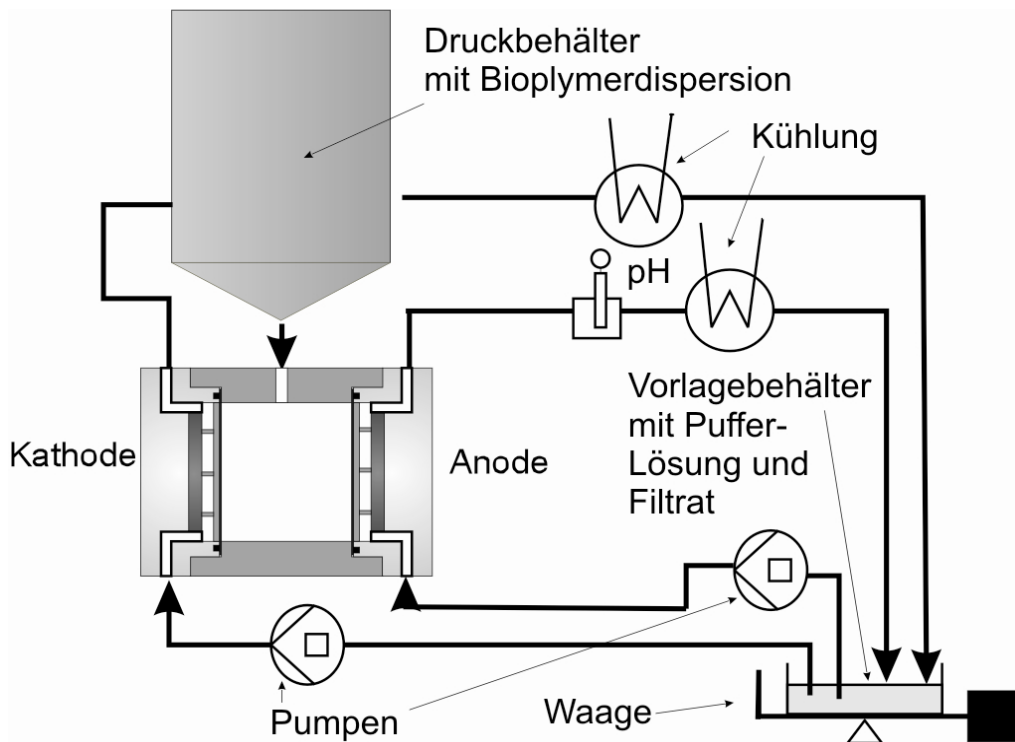 Druckbehälter
mit Bioplymerdispersion
Kühlung
pH
Vorlagebehälter
mit Puffer-
Lösung und
Filtrat
Kathode
Anode
Pumpen
Waage